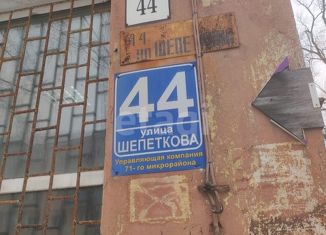 44
44
улица
ШЕПЕТКОВА
Управляющая компания
71-го микрорайона